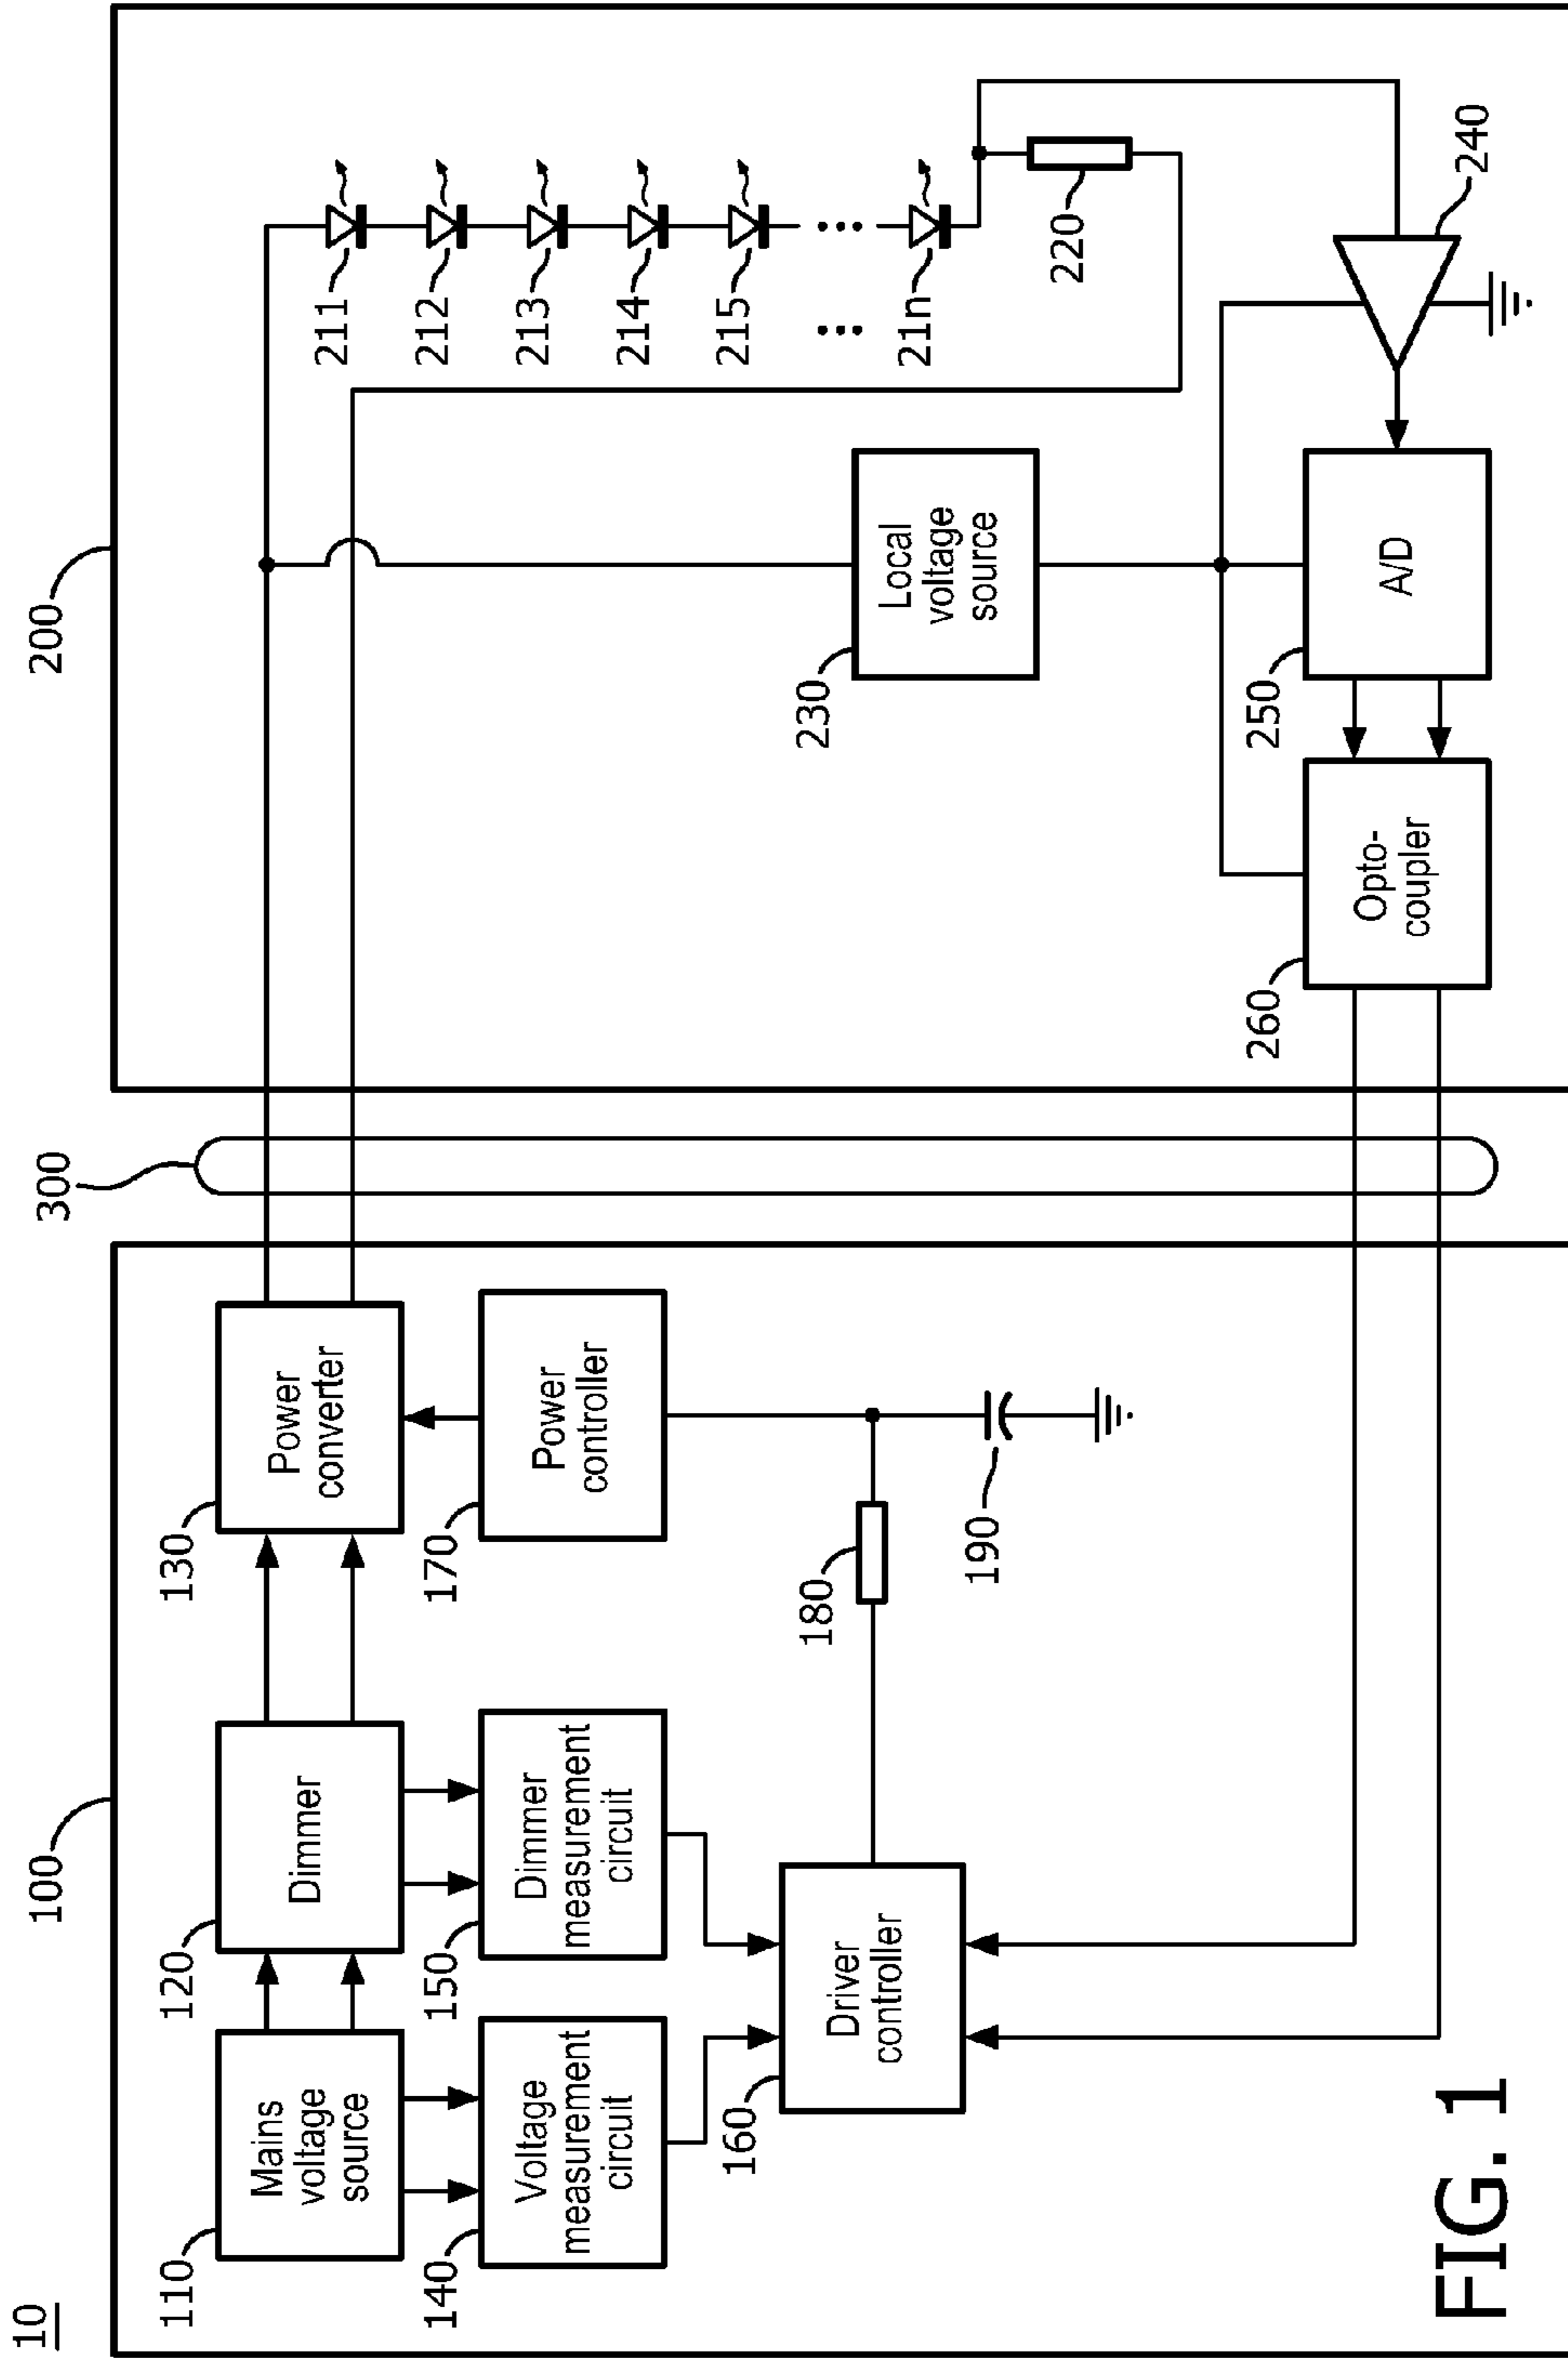 10
100
300
200
110
Mains
voltage
source
120
Dimmer
130
Power
converter
140
Voltage
measurement
circuit
150
Dimmer
measurement
circuit
170
Power
controller
160
Driver
controller
180
190
211
212
213
214
215
21n
220
230
Local
voltage
source
240
250
A/D
260
Opto-
coupler
FIG. 1